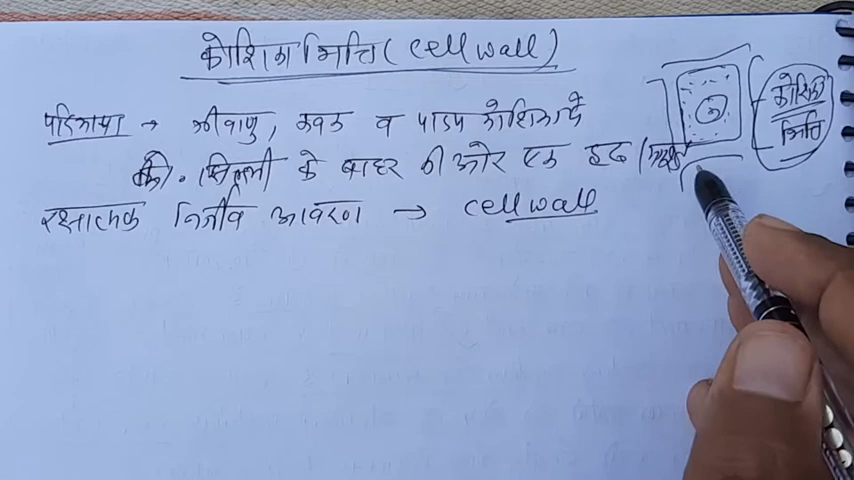 कोशिका भित्ति (cell wall)
परिभाषा → जीवाणु, कवक व पादप कोशिकाये
की. झिल्ली के बाहर की ओर एक दृढ़
रक्षात्मक निर्जीव आवरण → cell wall
कोशिका
भित्ति